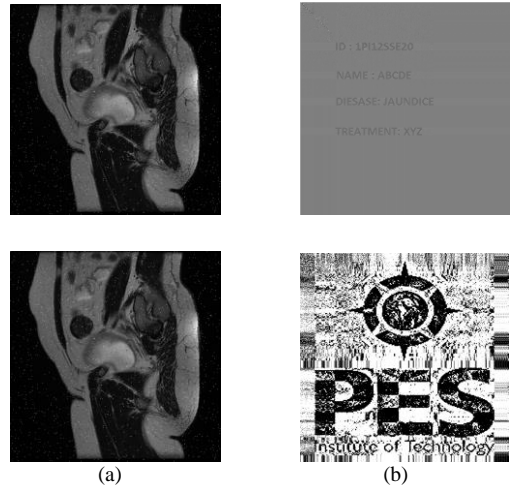 ID : 1PI12SSE20
NAME : ABCDE
DIESASE: JAUNDICE
TREATMENT: XYZ
PES
Institute of Technology
(a)
(b)